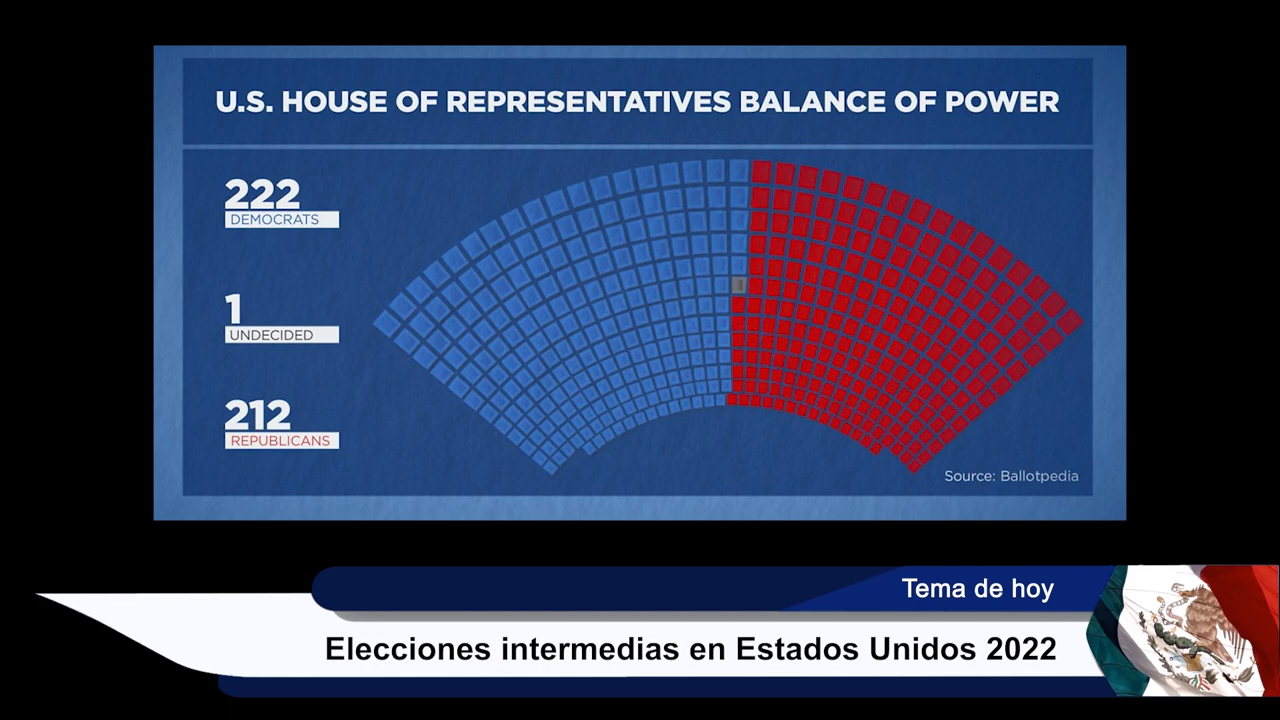 U.S. HOUSE OF REPRESENTATIVES BALANCE OF POWER
222
DEMOCRATS
1
UNDECIDED
212
REPUBLICANS
Source: Ballotpedia
Tema de hoy
Elecciones intermedias en Estados Unidos 2022